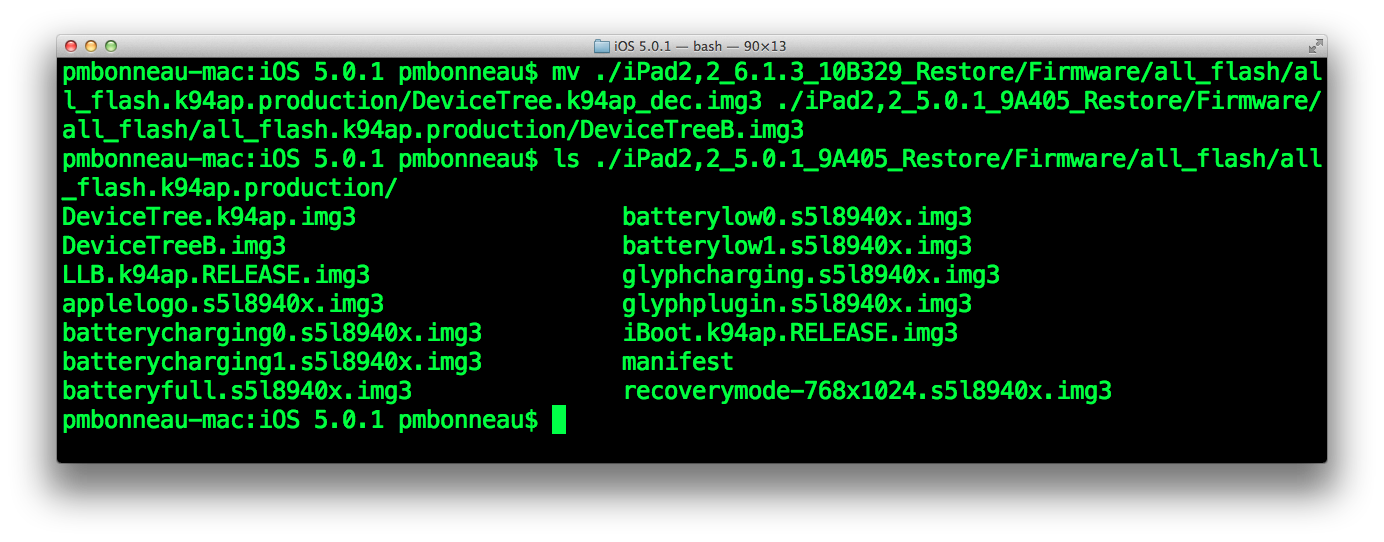 iOS 5.0.1 — bash — 90×13
pmbonneau-mac:iOS 5.0.1 pmbonneau$ mv ./iPad2,2_6.1.3_10B329_Restore/Firmware/all_flash/al
l_flash.k94ap.production/DeviceTree.k94ap_dec.img3 ./iPad2,2_5.0.1_9A405_Restore/Firmware/
all_flash/all_flash.k94ap.production/DeviceTreeB.img3
pmbonneau-mac:iOS 5.0.1 pmbonneau$ ls ./iPad2,2_5.0.1_9A405_Restore/Firmware/all_flash/all
_flash.k94ap.production/
DeviceTree.k94ap.img3 batterylow0.s5l8940x.img3
DeviceTreeB.img3 batterylow1.s5l8940x.img3
LLB.k94ap.RELEASE.img3 glyphcharging.s5l8940x.img3
applelogo.s5l8940x.img3 glyphplugin.s5l8940x.img3
batterycharging0.s5l8940x.img3 iBoot.k94ap.RELEASE.img3
batterycharging1.s5l8940x.img3 manifest
batteryfull.s5l8940x.img3 recoverymode-768x1024.s5l8940x.img3
pmbonneau-mac:iOS 5.0.1 pmbonneau$